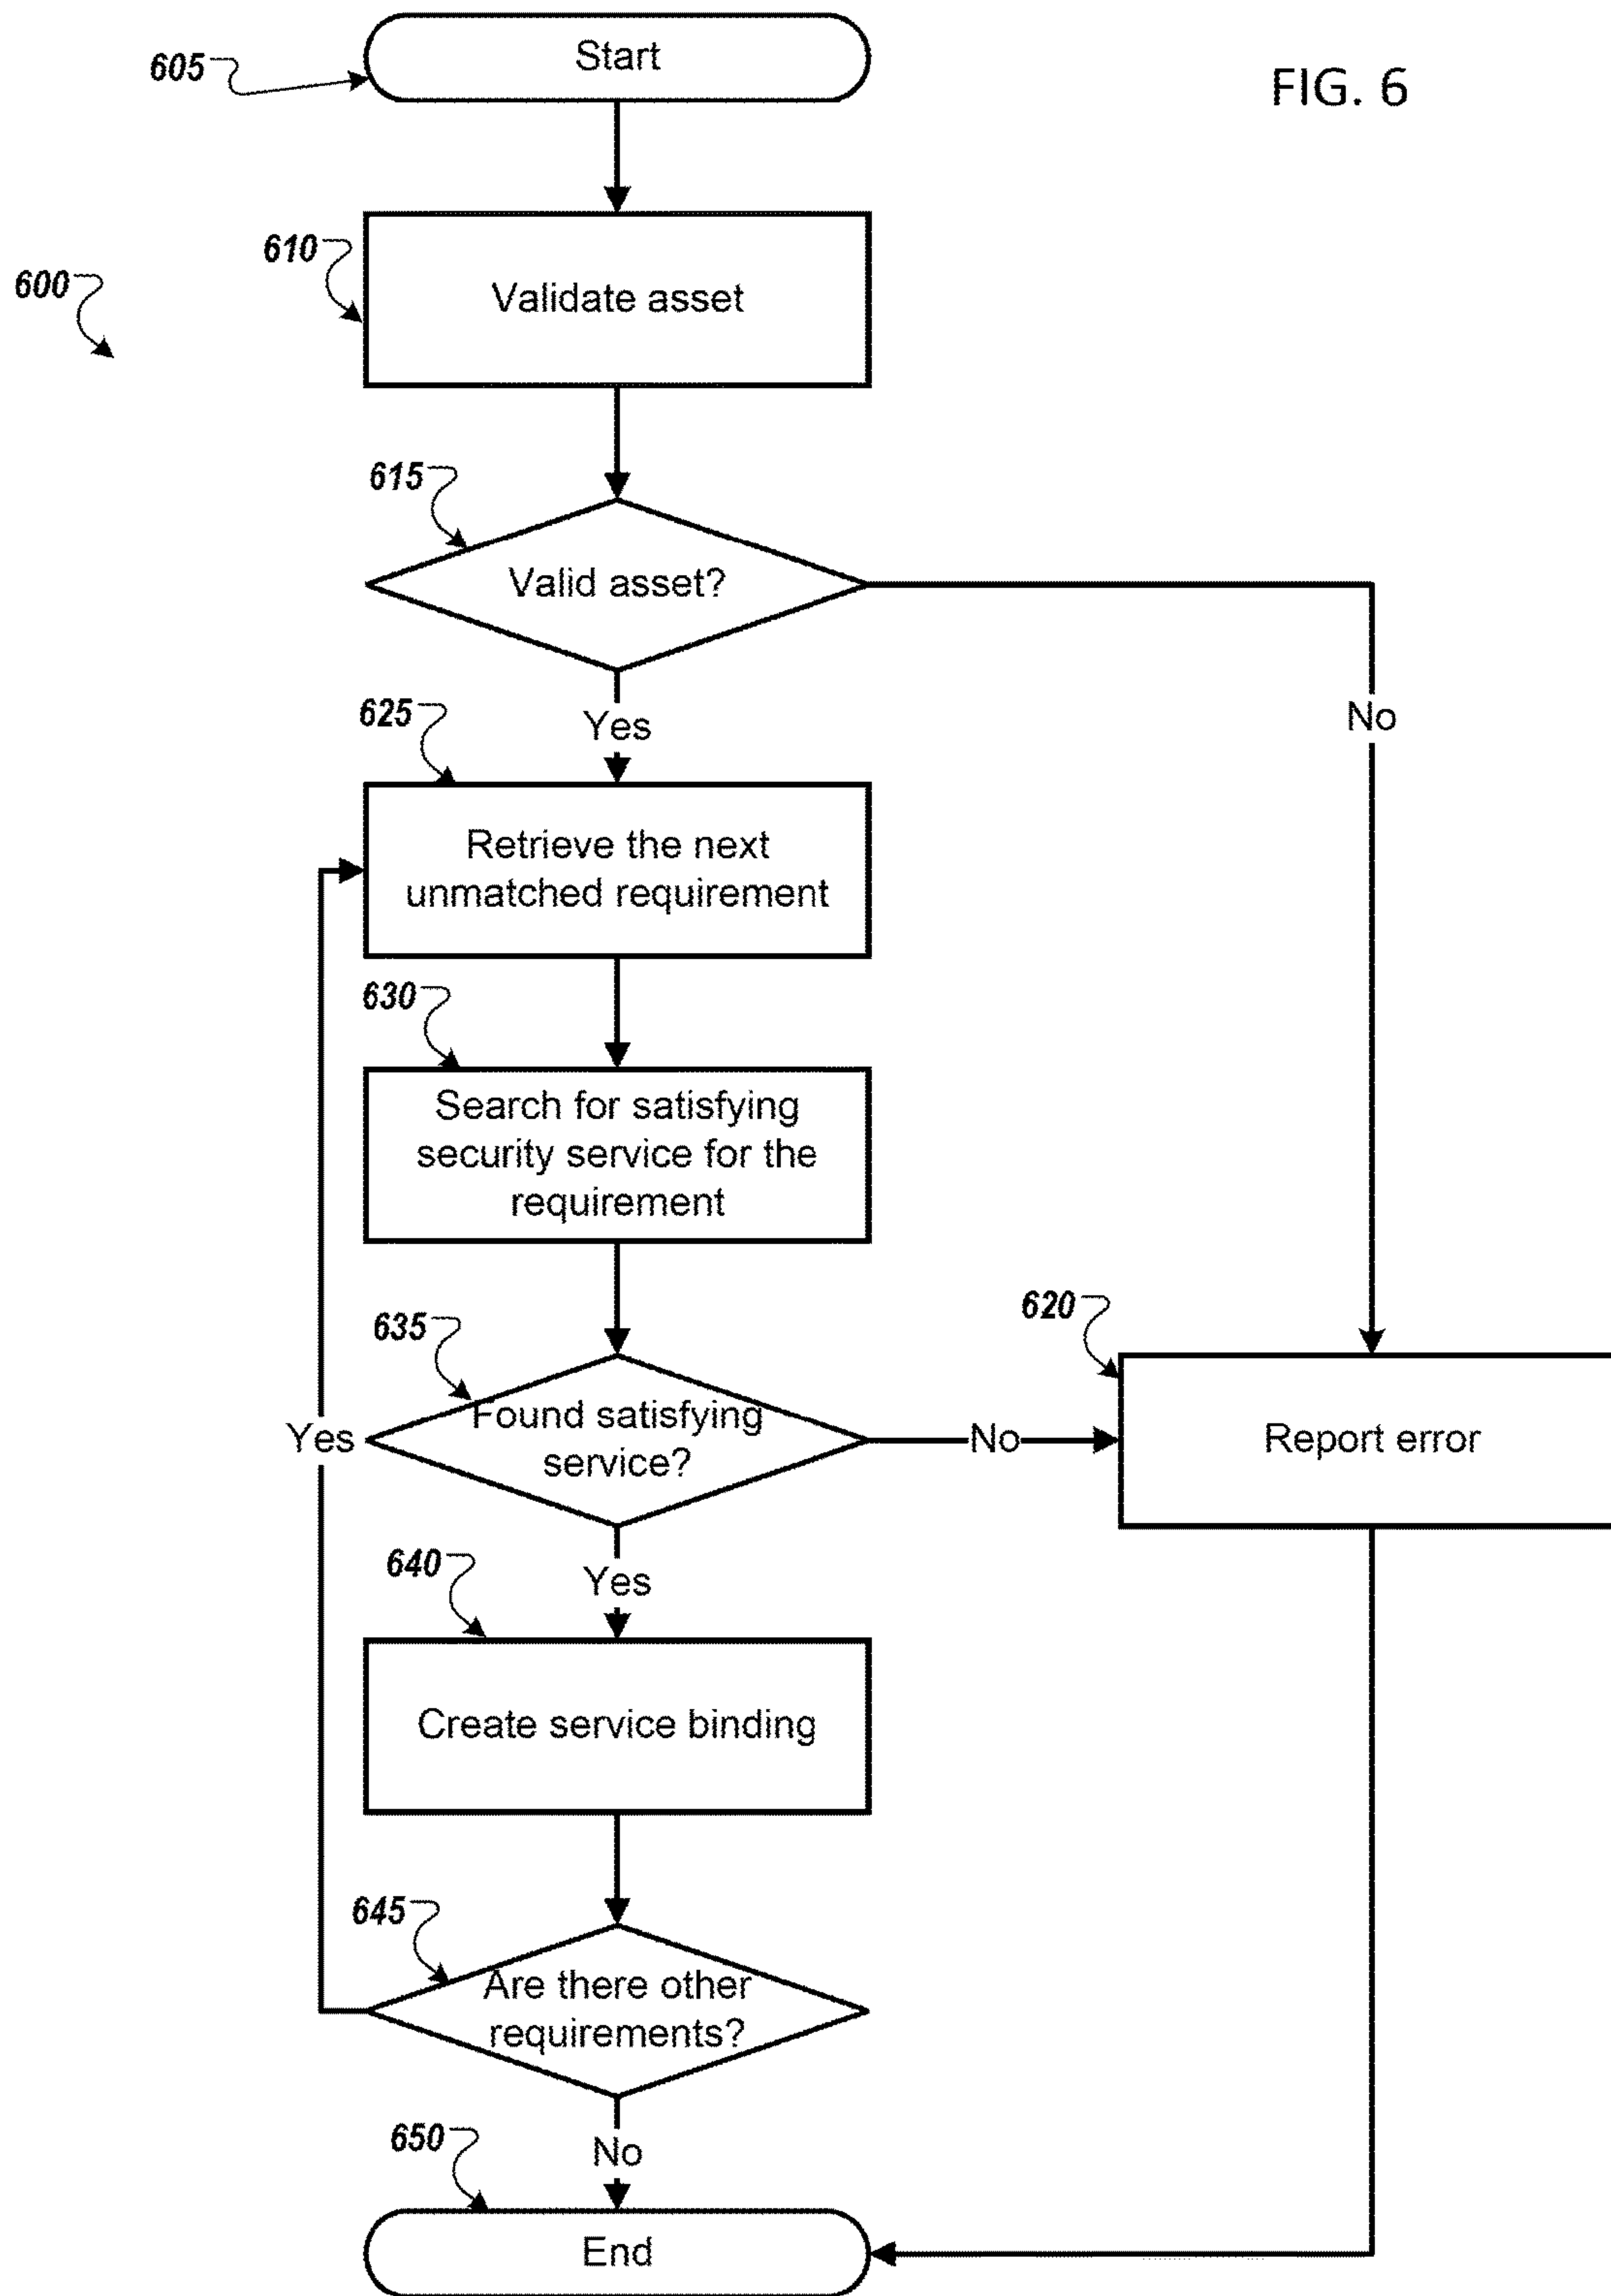 FIG. 6
605
Start
600
610
Validate asset
615
Valid asset?
No
Yes
625
Retrieve the next
unmatched requirement
630
Search for satisfying
security service for the
requirement
635
Found satisfying
service?
Yes
No
620
Report error
Yes
640
Create service binding
645
Are there other
requirements?
No
650
End